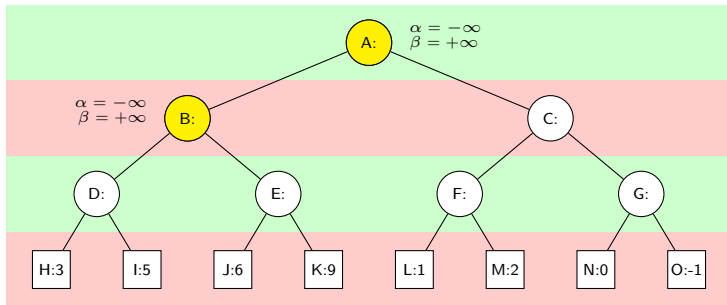 A:
α = −∞
β = +∞
α = −∞
β = +∞
B:
C:
D:
E:
F:
G:
H:3
I:5
J:6
K:9
L:1
M:2
N:0
O:-1